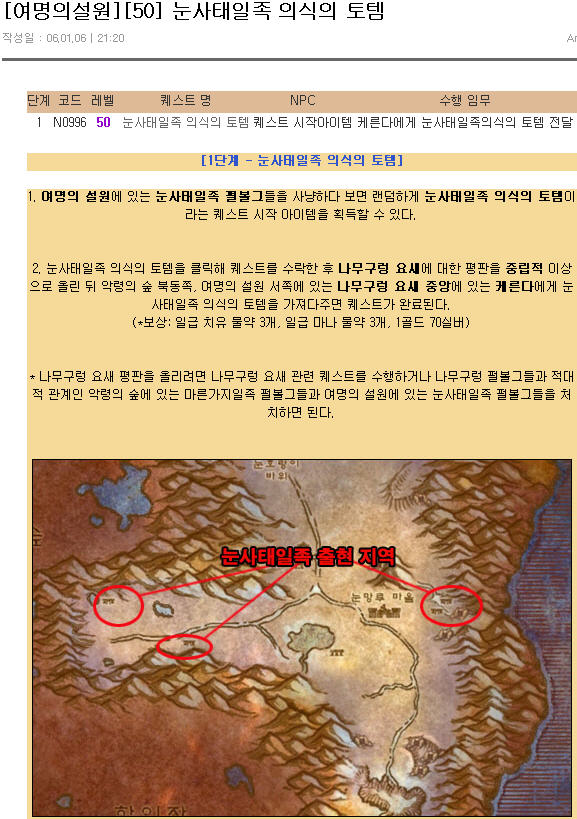 [여명의설원][50] 눈사태일족 의식의 토템
작성일 : 06.01.06 | 21:20
단계 코드 레벨 퀘스트 명 NPC 수행 임무
1 N0996 50 눈사태일족 의식의 토템 퀘스트 시작아이템 케른다에게 눈사태일족의식의 토템 전달
[1단계 - 눈사태일족 의식의 토템]
1. 여명의 설원에 있는 눈사태일족 펄볼그들을 사냥하다 보면 랜덤하게 눈사태일족 의식의 토템이
라는 퀘스트 시작 아이템을 획득할 수 있다.
2. 눈사태일족 의식의 토템을 클릭해 퀘스트를 수락한 후 나무구렁 요새에 대한 평판을 중립적 이상
으로 올린 뒤 악령의 숲 북동쪽, 여명의 설원 서쪽에 있는 나무구렁 요새 중앙에 있는 케른다에게 눈
사태일족 의식의 토템을 가져다주면 퀘스트가 완료된다.
(*보상: 일급 치유 물약 3개, 일급 마나 물약 3개, 1골드 70실버)
* 나무구렁 요새 평판을 올리려면 나무구렁 요새 관련 퀘스트를 수행하거나 나무구렁 펄볼그들과 적대
적 관계인 악령의 숲에 있는 마른가지일족 펄볼그들과 여명의 설원에 있는 눈사태일족 펄볼그들을 처
치하면 된다.
눈호랑이
바위
눈사태일족 출현 지역
눈망루 마을